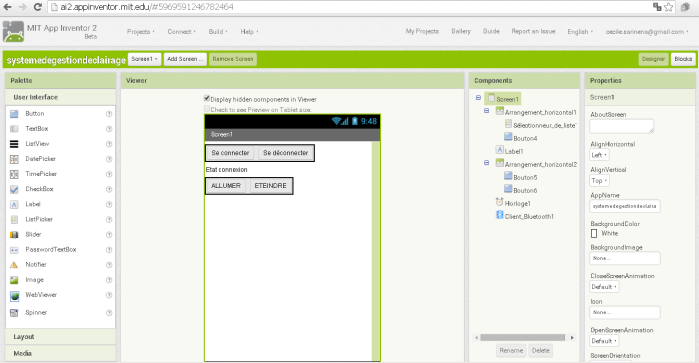 ai2.appinventor.mit.edu/#5969591246782464
MIT App Inventor 2
Beta
Projects
Connect
Build
Help
My Projects
Gallery
Guide
Report an Issue
English
cecile.sarinena@gmail.com
systemedegestiondeclairage
Screen1
Add Screen ...
Remove Screen
Designer
Blocks
Palette
User Interface
Button
TextBox
ListView
DatePicker
TimePicker
CheckBox
Label
ListPicker
Slider
PasswordTextBox
Notifier
Image
WebViewer
Spinner
Layout
Media
Viewer
Display hidden components in Viewer
Check to see Preview on Tablet size.
9:48
Screen1
Se connecter
Se déconnecter
Etat connexion
ALLUMER
ETEINDRE
Components
Screen1
Arrangement_horizontal1
Sélectionneur_de_liste1
Bouton4
Label1
Arrangement_horizontal2
Bouton5
Bouton6
Horloge1
Client_Bluetooth1
Rename
Delete
Properties
Screen1
AboutScreen
AlignHorizontal
Left
AlignVertical
Top
AppName
systemedegestiondeclaira
BackgroundColor
White
BackgroundImage
None...
CloseScreenAnimation
Default
Icon
None...
OpenScreenAnimation
Default
ScreenOrientation